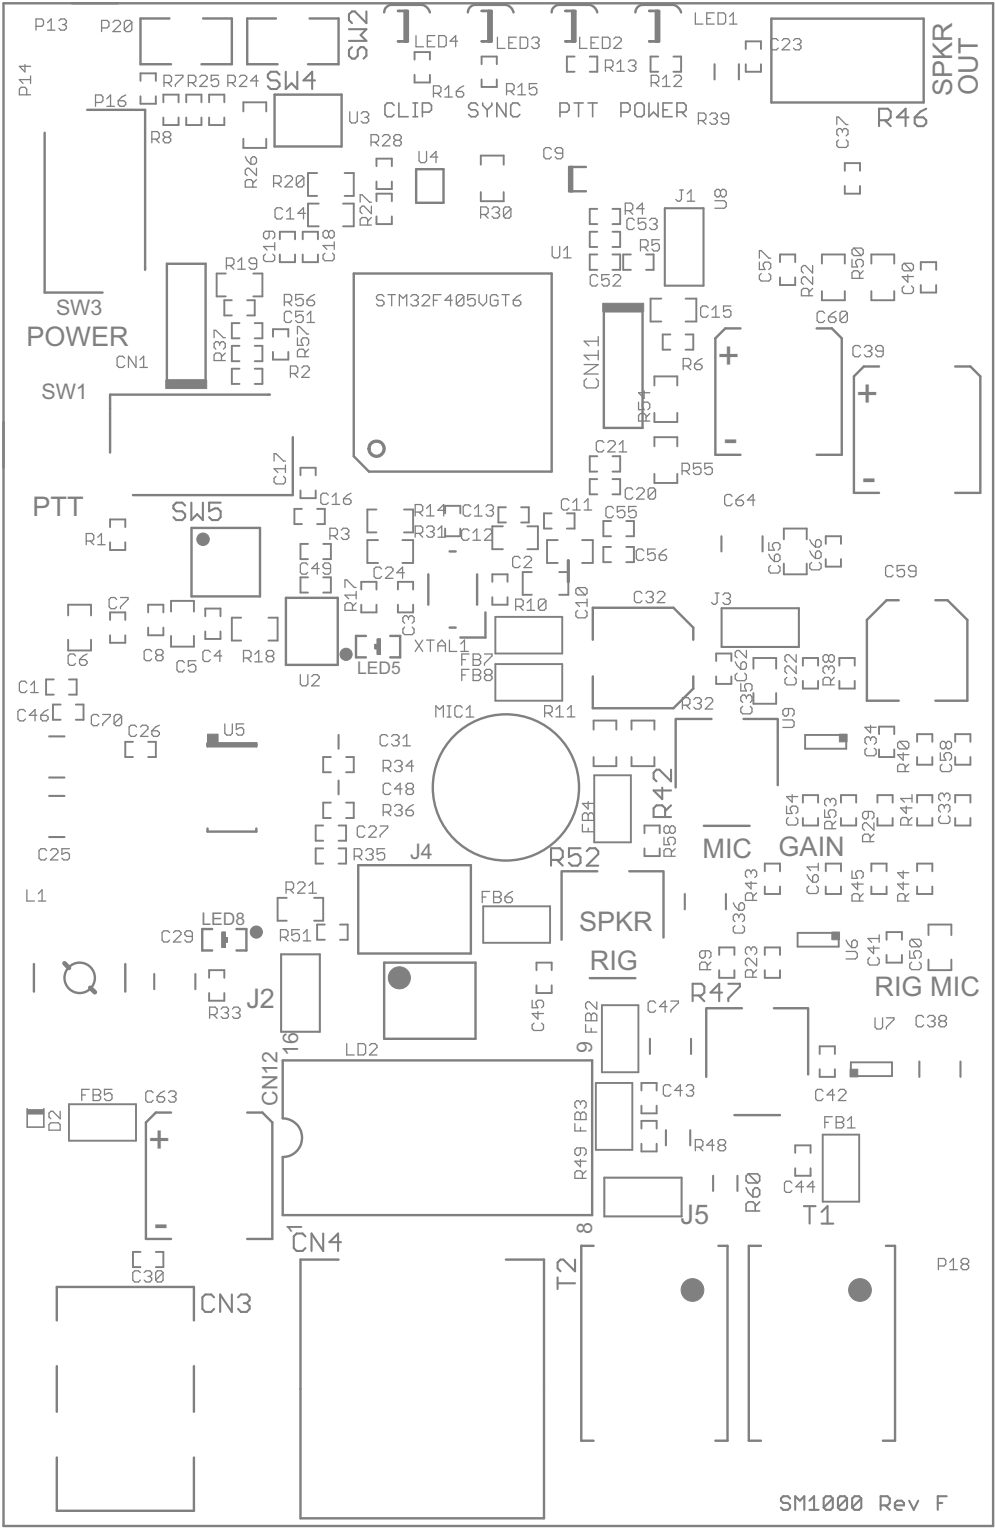 P13
P20
SW2
LED4
LED3
LED2
LED1
C23
SPKR
OUT
P14
R7
R25
R24
SW4
R16
R15
R13
R12
P16
U3
CLIP
SYNC
PTT
POWER
R39
R46
R8
R26
R28
U4
C9
C37
R20
R27
R30
J1
U8
C14
R4
C53
C19
C18
U1
R5
C52
C57
R22
R50
C40
R19
R56
C51
STM32F405VGT6
C15
C60
SW3
POWER
R37
R57
CN1
R2
CN11
R6
C39
SW1
R54
C21
R55
C17
C20
PTT
SW5
C16
R14
C13
C11
C55
C64
R1
R3
R31
C12
C56
C65
C66
C49
C24
C2
C59
R17
R10
C10
C32
J3
C7
C3
C6
C8
C5
C4
R18
XTAL1
LED5
FB7
FB8
C62
C22
R38
C1
U2
C35
C46
C70
MIC1
R11
R32
U9
C26
U5
C31
C34
R40
C58
R34
C48
R42
R36
FB4
C54
R53
R29
R41
C33
C27
R58
C25
R35
J4
R52
MIC
GAIN
L1
R21
FB6
R43
C61
R45
R44
LED8
SPKR
C36
C29
R51
RIG
R9
R23
U6
C41
C50
R33
J2
C45
R47
RIG MIC
FB2
C47
U7
C38
16
LD2
9
CN12
D2
FB5
C63
FB3
C43
C42
FB1
R49
R48
C44
R60
1
8
J5
T1
CN4
C30
T2
P18
CN3
SM1000 Rev F